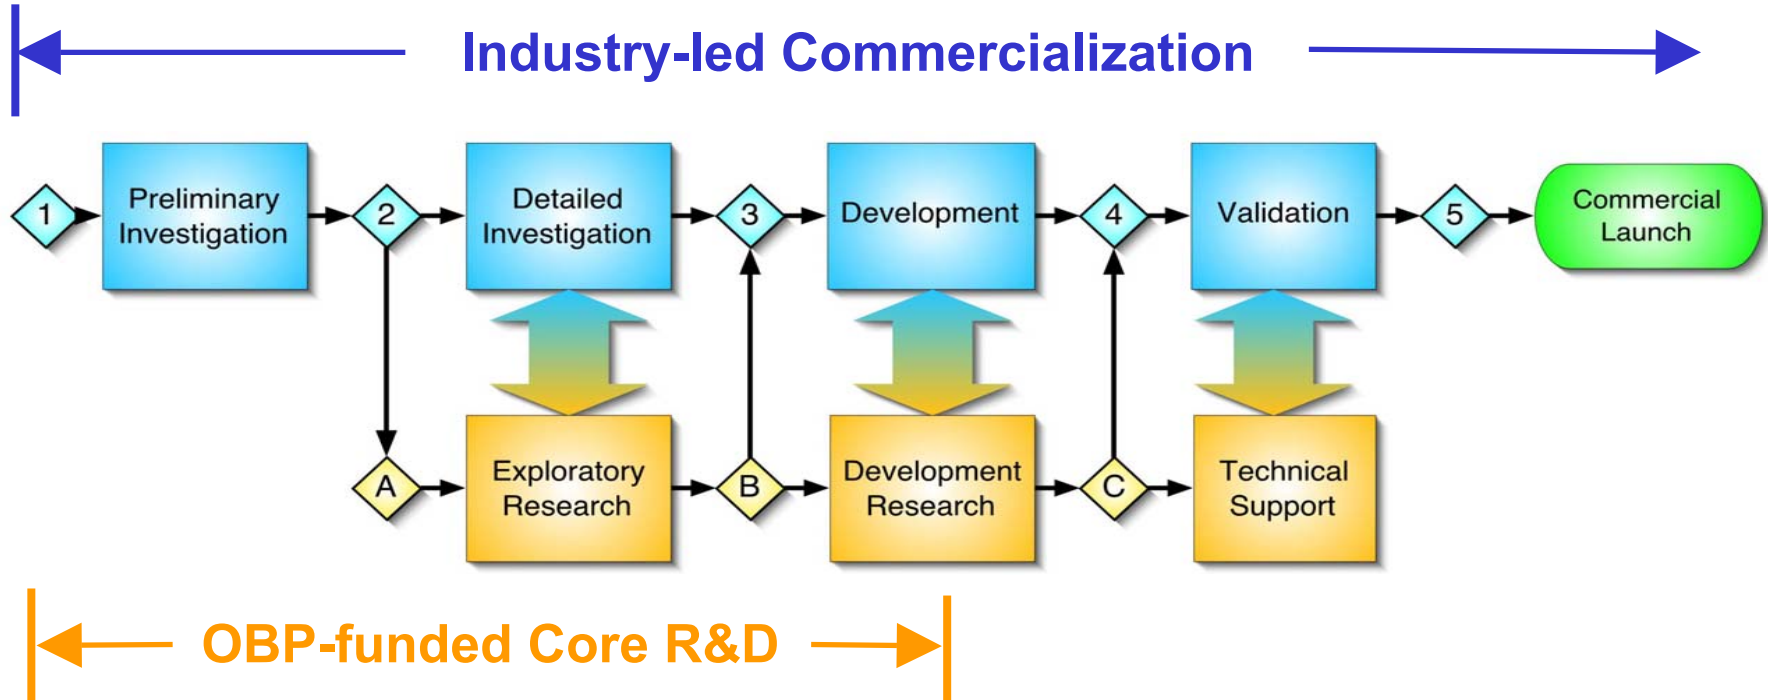 Industry-led Commercialization
1
Preliminary
Investigation
2
Detailed
Investigation
3
Development
4
Validation
5
Commercial
Launch
A
Exploratory
Research
B
Development
Research
C
Technical
Support
OBP-funded Core R&D